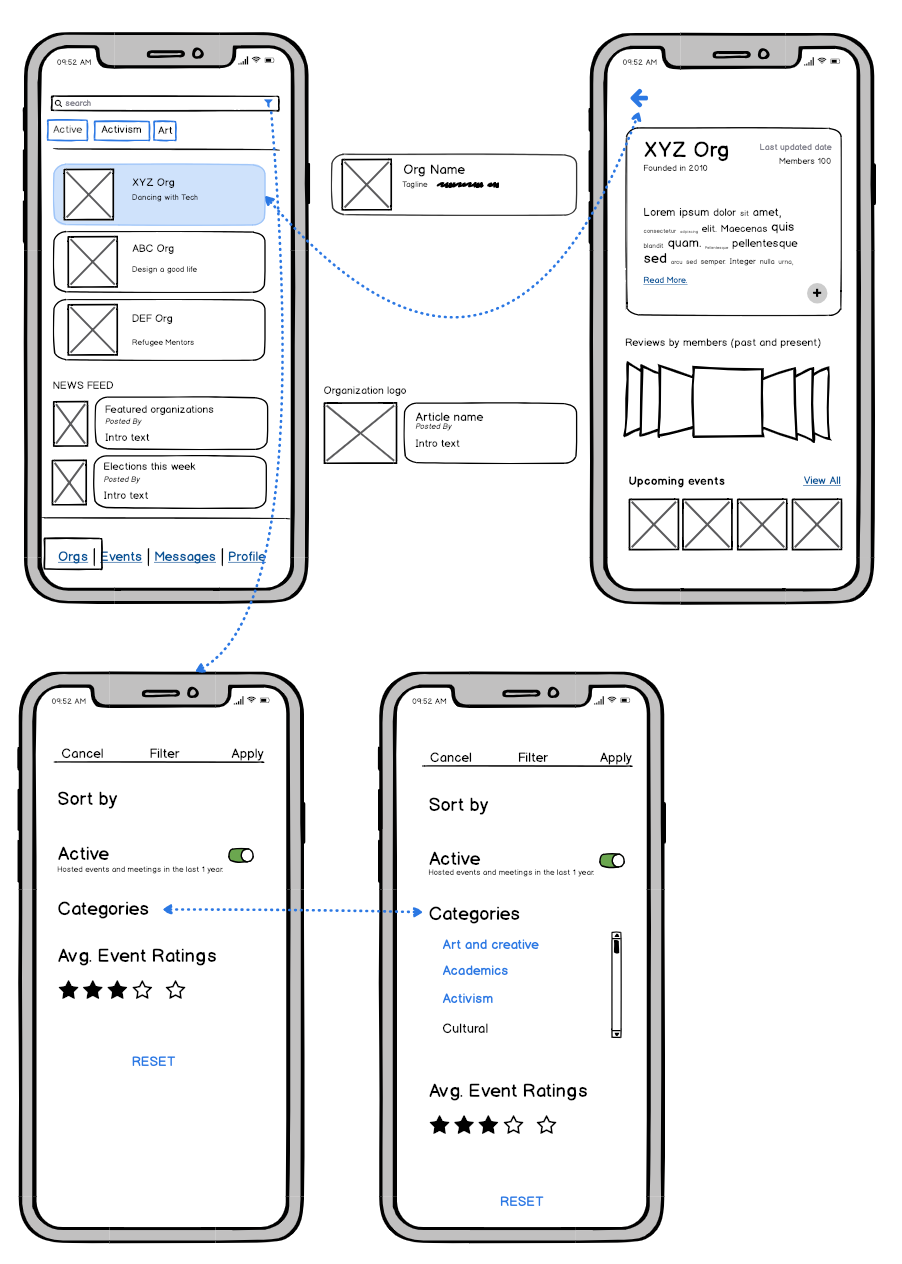 09:52 AM
search
Active
Activism
Art
XYZ Org
Dancing with Tech
ABC Org
Design a good life
DEF Org
Refugee Mentors
NEWS FEED
Featured organizations
Posted By
Intro text
Elections this week
Posted By
Intro text
Orgs | Events | Messages | Profile
Org Name
Tagline
Organization logo
Article name
Posted By
Intro text
09:52 AM
XYZ Org
Last updated date
Founded in 2010
Members 100
Lorem ipsum dolor sit amet,
consectetur adipiscing elit. Maecenas quis
blandit quam. Pellentesque pellentesque
sed arcu sed semper. Integer nulla urna,
Read More.
Reviews by members (past and present)
Upcoming events
View All
09:52 AM
Cancel
Filter
Apply
Sort by
Active
Hosted events and meetings in the last 1 year.
Categories
Avg. Event Ratings
RESET
09:52 AM
Cancel
Filter
Apply
Sort by
Active
Hosted events and meetings in the last 1 year.
Categories
Art and creative
Academics
Activism
Cultural
Avg. Event Ratings
RESET